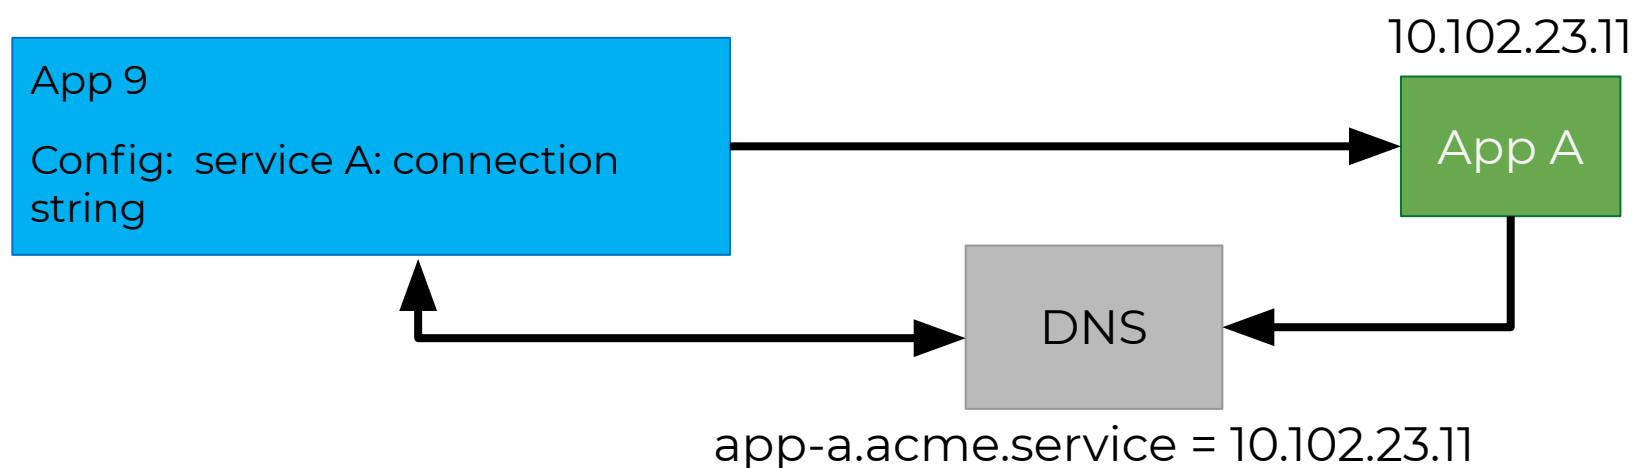 10.102.23.11
App 9
Config:  service A: connection
string
App A
DNS
app-a.acme.service = 10.102.23.11